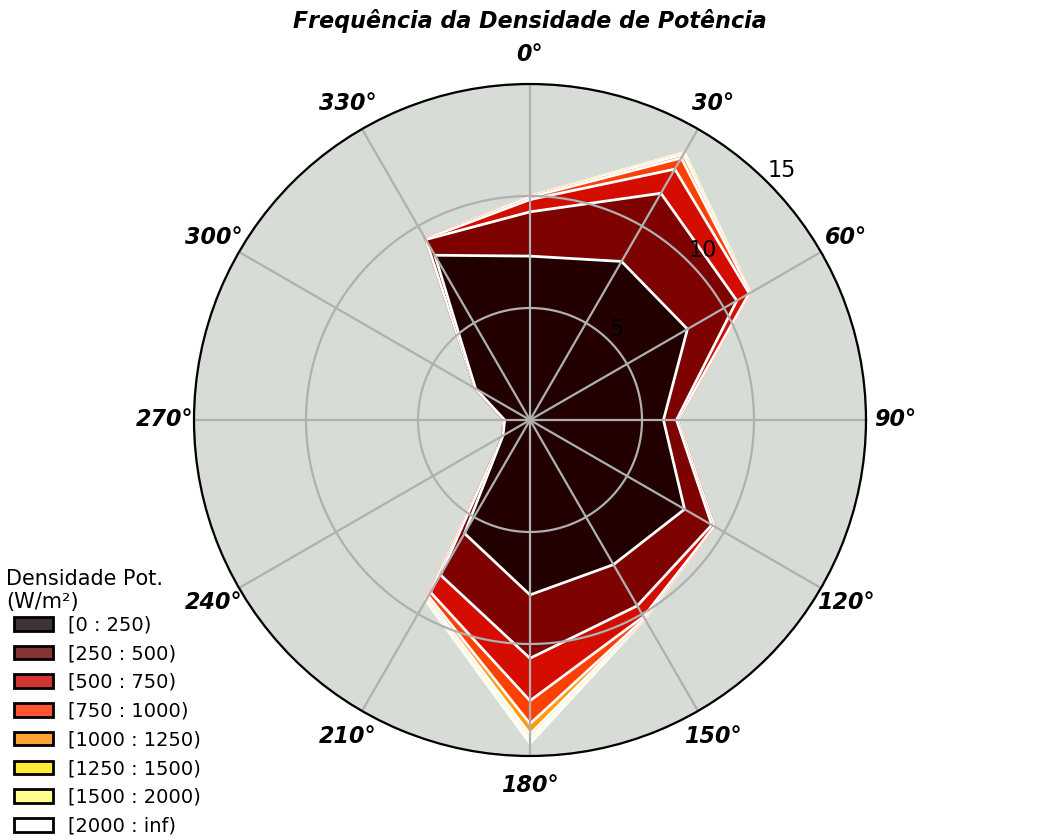 Frequência da Densidade de Potência
0°
330°
30°
15
300°
60°
10
5
270°
90°
240°
120°
210°
150°
180°
Densidade Pot.
(W/m²)
[0 : 250)
[250 : 500)
[500 : 750)
[750 : 1000)
[1000 : 1250)
[1250 : 1500)
[1500 : 2000)
[2000 : inf)